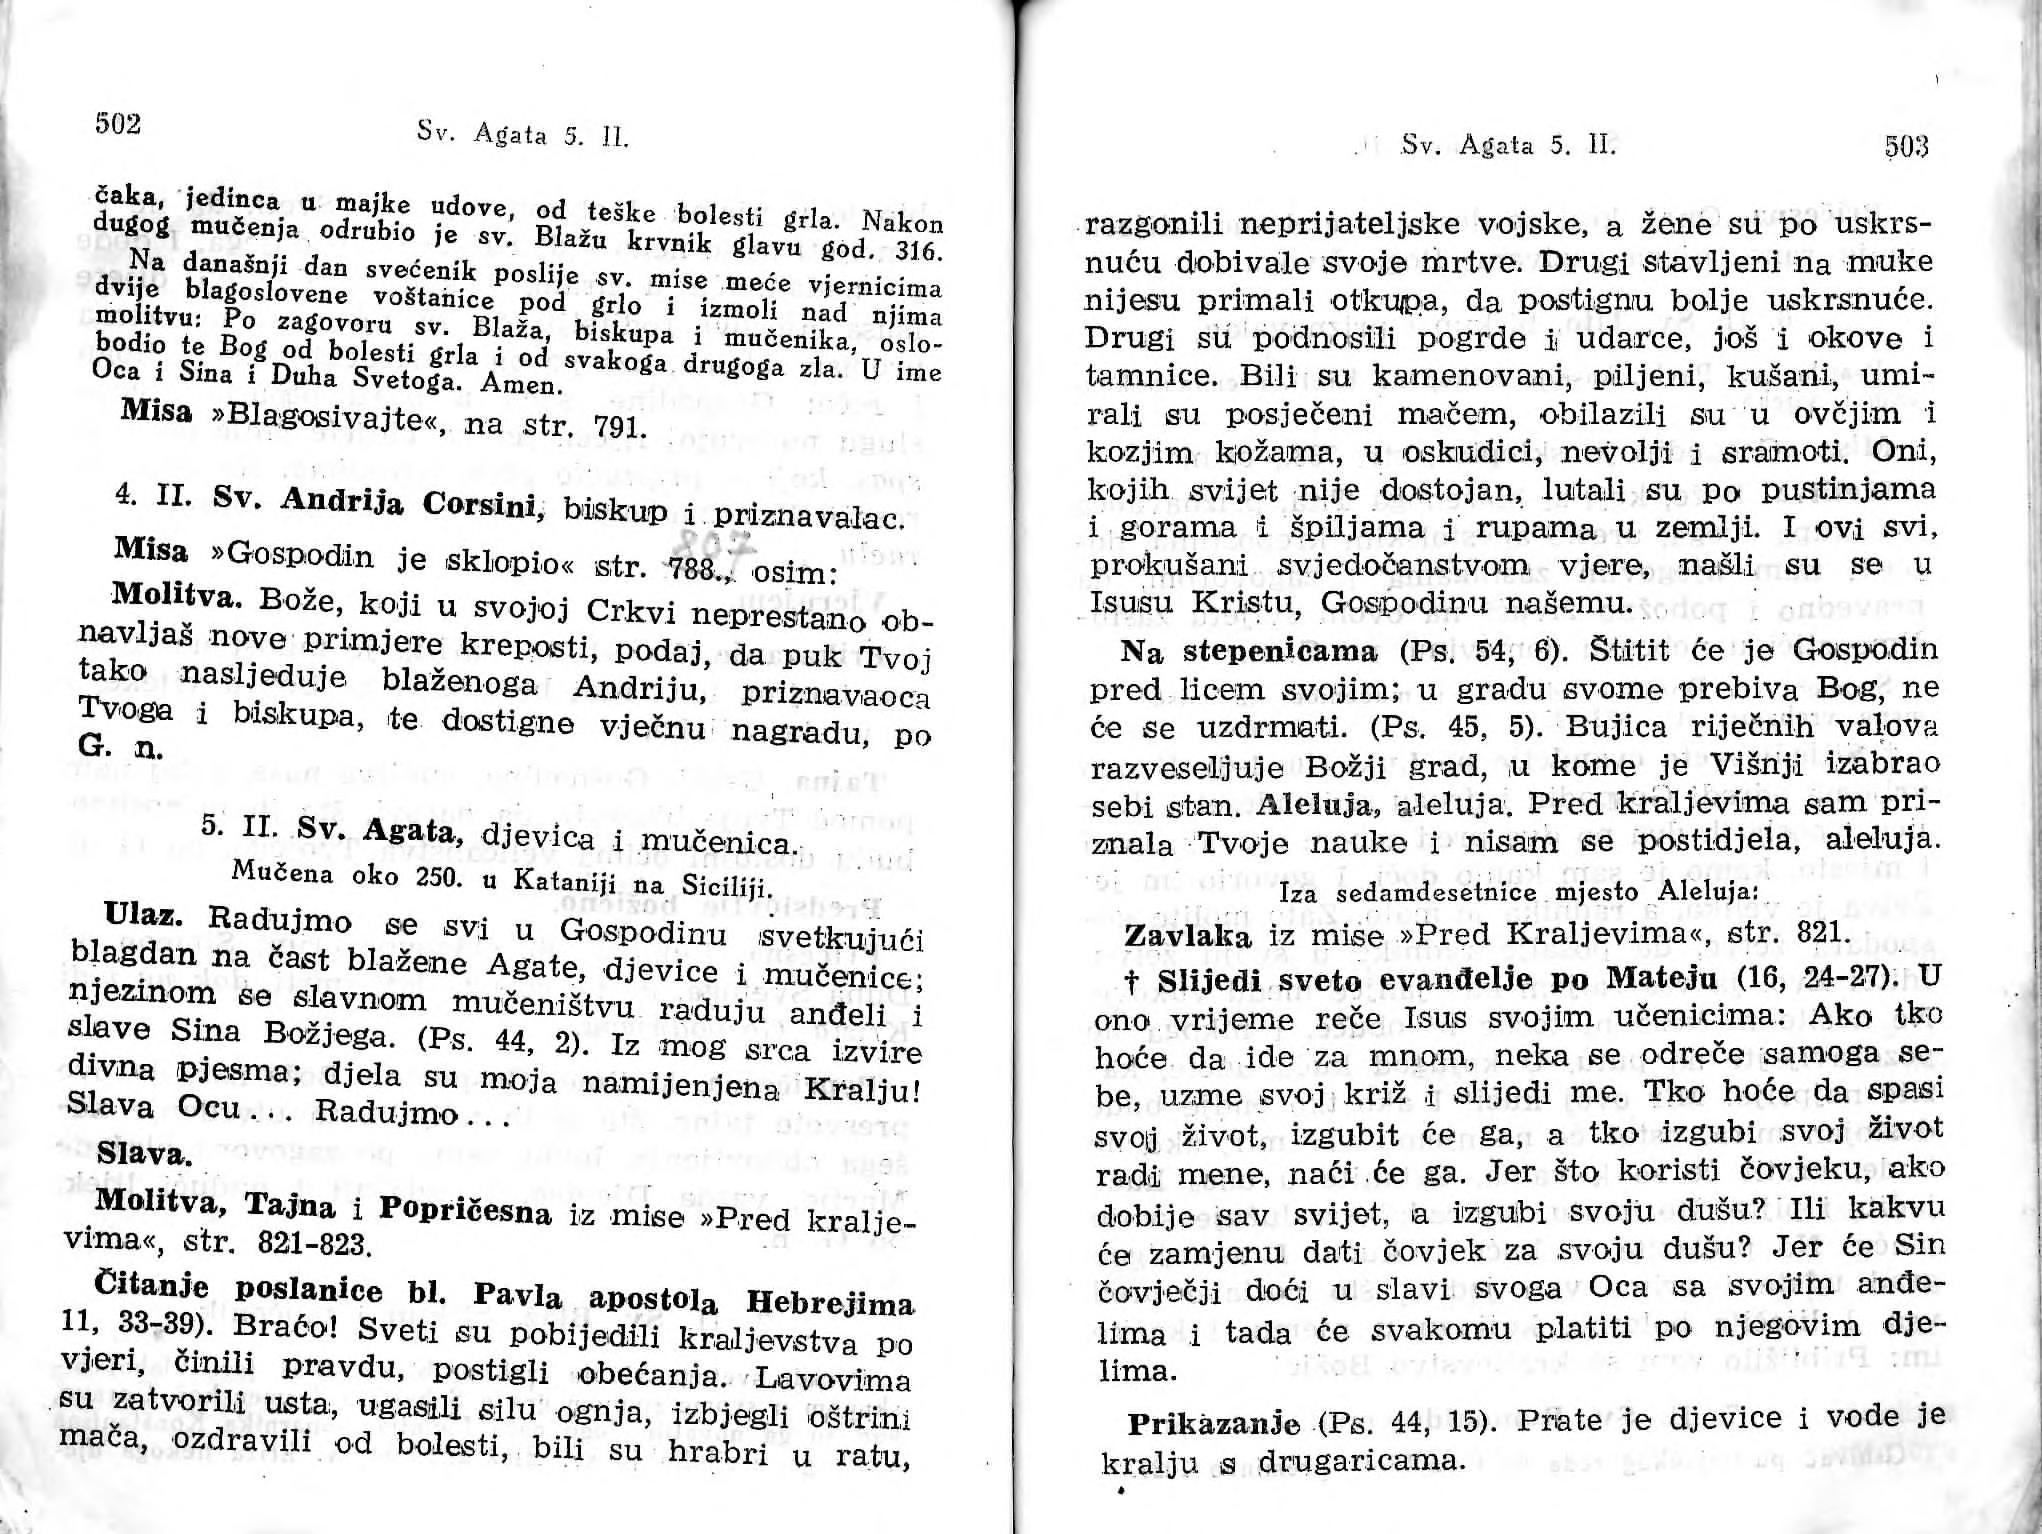 502
Sv. Agata 5. II.
čaka, jedinca u majke udove, od teške bolesti grla. Nakon
dugog mučenja odrubio je sv. Blažu krvnik glavu god. 316.
Na današnji dan svećenik poslije sv. mise meće vjernicima
dvije blagoslovene voštanice pod grlo i izmoli nad njima
molitvu: Po zagovoru sv. Blaža, biskupa i mučenika, oslo-
bodio te Bog od bolesti grla i od svakoga drugoga zla. U ime
Oca i Sina i Duha Svetoga. Amen.
Misa »Blagosivajte«, na str. 791.
4. II. Sv. Andrija Corsini, biskup i priznavalac.
807
Misa »Gospodin je sklopio« str. 788., osim:
Molitva. Bože, koji u svojoj Crkvi neprestano ob-
navljaš nove primjere kreposti, podaj, da puk Tvoj
tako nasljeduje blaženoga Andriju, priznavaoca
Tvoga i biskupa, te dostigne vječnu nagradu, po
G. n.
5. II. Sv. Agata, djevica i mučenica.
Mučena oko 250. u Kataniji na Siciliji.
Ulaz. Radujmo se svi u Gospodinu svetkujući
blagdan na čast blažene Agate, djevice i mučenice;
njezinom se slavnom mučeništvu raduju anđeli i
slave Sina Božjega. (Ps. 44, 2). Iz mog srca izvire
divna pjesma; djela su moja namijenjena Kralju!
Slava Ocu... Radujmo...
Slava.
Molitva, Tajna i Popričesna iz mise »Pred kralje-
vima«, str. 821-823.
Čitanje poslanice bl. Pavla apostola Hebrejima
11, 33-39). Braćo! Sveti su pobijedili kraljevstva po
vjeri, činili pravdu, postigli obećanja. Lavovima
su zatvorili usta, ugasili silu ognja, izbjegli oštrini
mača, ozdravili od bolesti, bili su hrabri u ratu,
Sv. Agata 5. II.
503
razgonili neprijateljske vojske, a žene su po uskrs-
nuću dobivale svoje mrtve. Drugi stavljeni na muke
nijesu primali otkupa, da postignu bolje uskrsnuće.
Drugi su podnosili pogrde i udarce, još i okove i
tamnice. Bili su kamenovani, piljeni, kušani, umi-
rali su posječeni mačem, obilazili su u ovčjim i
kozjim kožama, u oskudici, nevolji i sramoti. Oni,
kojih svijet nije dostojan, lutali su po pustinjama
i gorama i špiljama i rupama u zemlji. I ovi svi,
prokušani svjedočanstvom vjere, našli su se u
Isusu Kristu, Gospodinu našemu.
Na stepenicama (Ps. 54, 6). Štitit će je Gospodin
pred licem svojim; u gradu svome prebiva Bog, ne
će se uzdrmati. (Ps. 45, 5). Bujica riječnih valova
razveseljuje Božji grad, u kome je Višnji izabrao
sebi stan. Aleluja, aleluja. Pred kraljevima sam pri-
znala Tvoje nauke i nisam se postidjela, aleluja.
Iza sedamdesetnice mjesto Aleluja:
Zavlaka iz mise »Pred Kraljevima«, str. 821.
† Slijedi sveto evanđelje po Mateju (16, 24-27). U
ono vrijeme reče Isus svojim učenicima: Ako tko
hoće da ide za mnom, neka se odreče samoga se-
be, uzme svoj križ i slijedi me. Tko hoće da spasi
svoj život, izgubit će ga, a tko izgubi svoj život
radi mene, naći će ga. Jer što koristi čovjeku, ako
dobije sav svijet, a izgubi svoju dušu? Ili kakvu
će zamjenu dati čovjek za svoju dušu? Jer će Sin
čovječji doći u slavi svoga Oca sa svojim anđe-
lima i tada će svakomu platiti po njegovim dje-
lima.
Prikazanje (Ps. 44, 15). Prate je djevice i vode je
kralju s drugaricama.